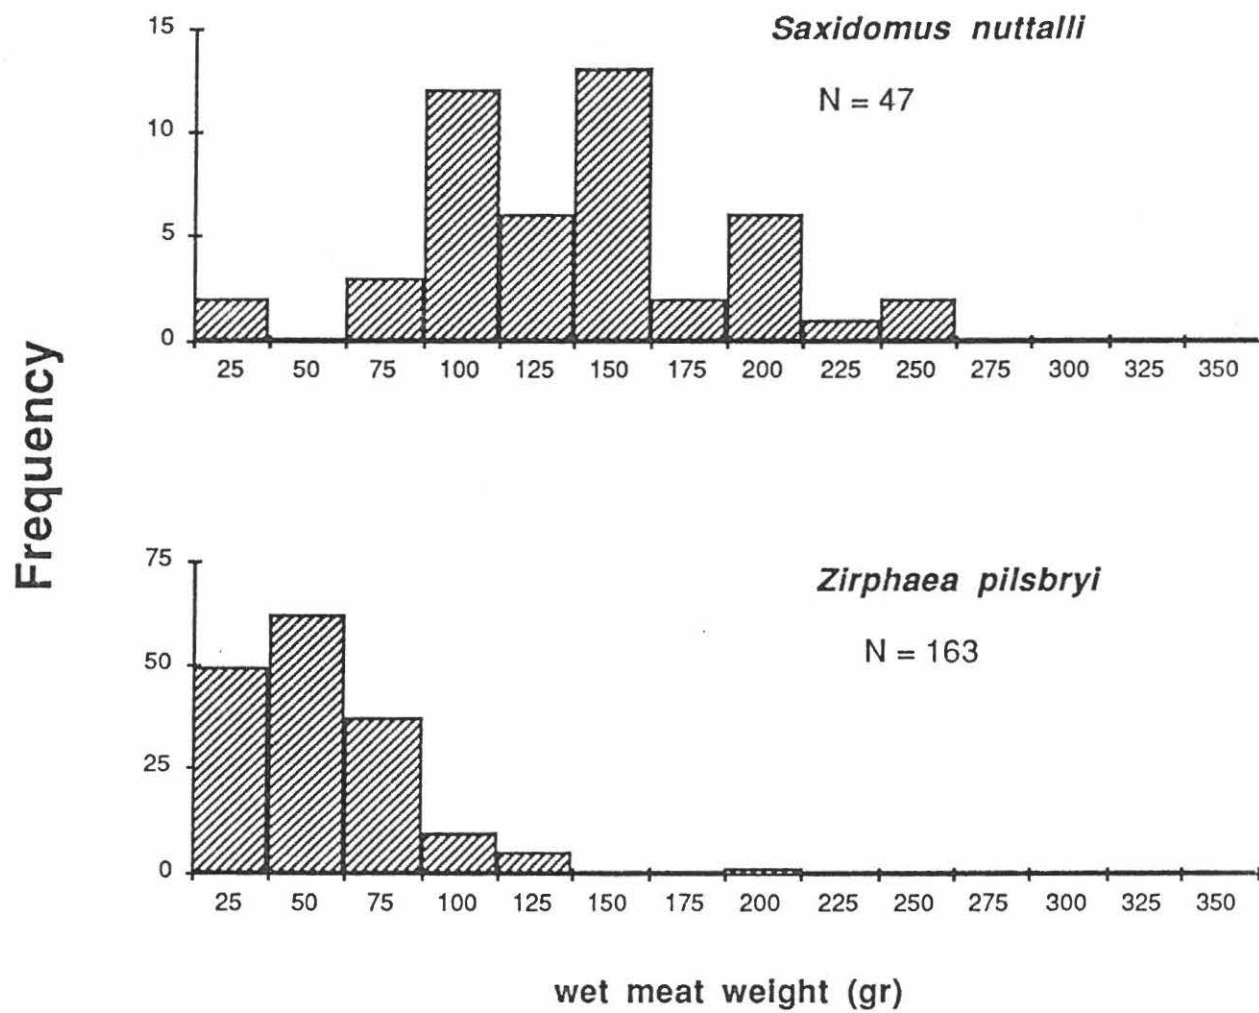 Saxidomus nuttalli
N = 47
15
10
5
0
25 50 75 100 125 150 175 200 225 250 275 300 325 350
Frequency
Zirphaea pilsbryi
N = 163
75
50
25
0
25 50 75 100 125 150 175 200 225 250 275 300 325 350
wet meat weight (gr)